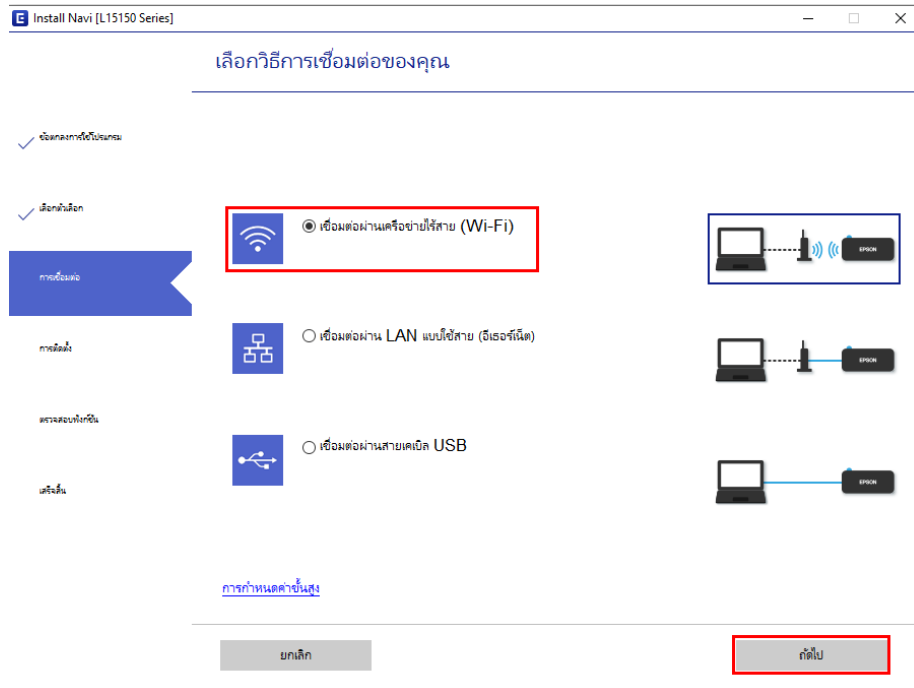 E Install Navi [L15150 Series]
เลือกวิธีการเชื่อมต่อของคุณ
ข้อตกลงการใช้โปรแกรม
เลือกตัวเลือก
การเชื่อมต่อ
การติดตั้ง
ตรวจสอบฟังก์ชัน
เสร็จสิ้น
เชื่อมต่อผ่านเครือข่ายไร้สาย (Wi-Fi)
EPSON
เชื่อมต่อผ่าน LAN แบบใช้สาย (อีเธอร์เน็ต)
EPSON
เชื่อมต่อผ่านสายเคเบิล USB
EPSON
การกำหนดค่าขั้นสูง
ยกเลิก
ถัดไป